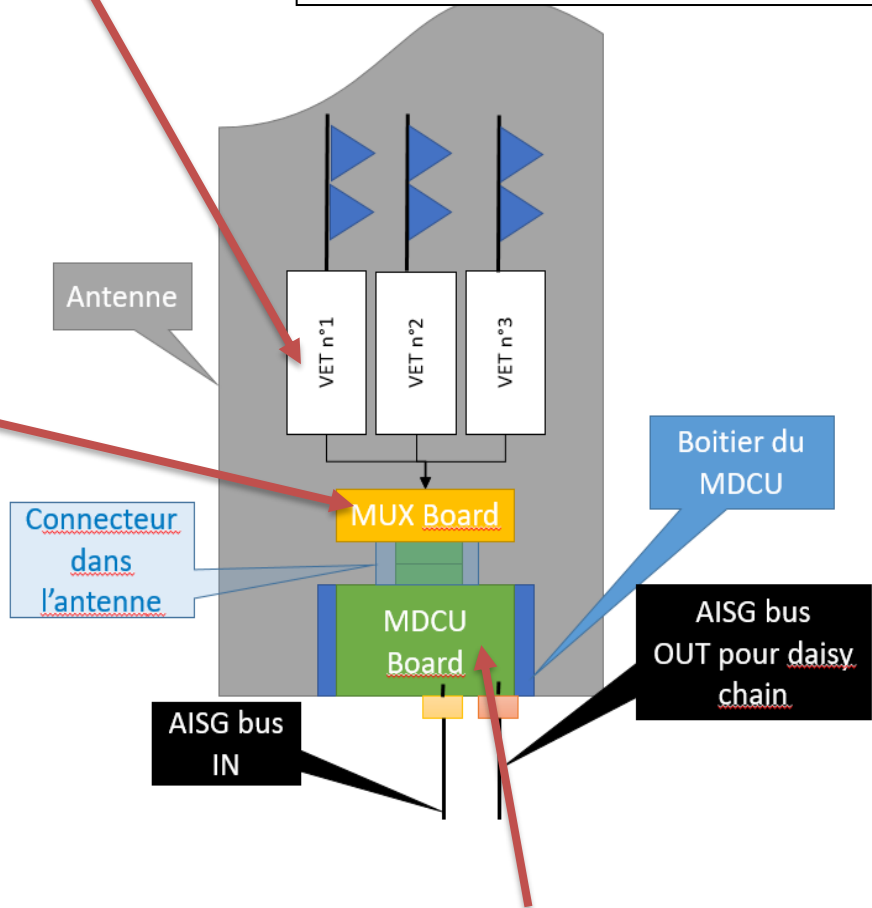 VET n°1
VET n°2
VET n°3
Antenne
Boitier du
MDCU
MUX Board
Connecteur
dans
l’antenne
MDCU
Board
AISG bus
OUT pour daisy
chain
AISG bus
IN